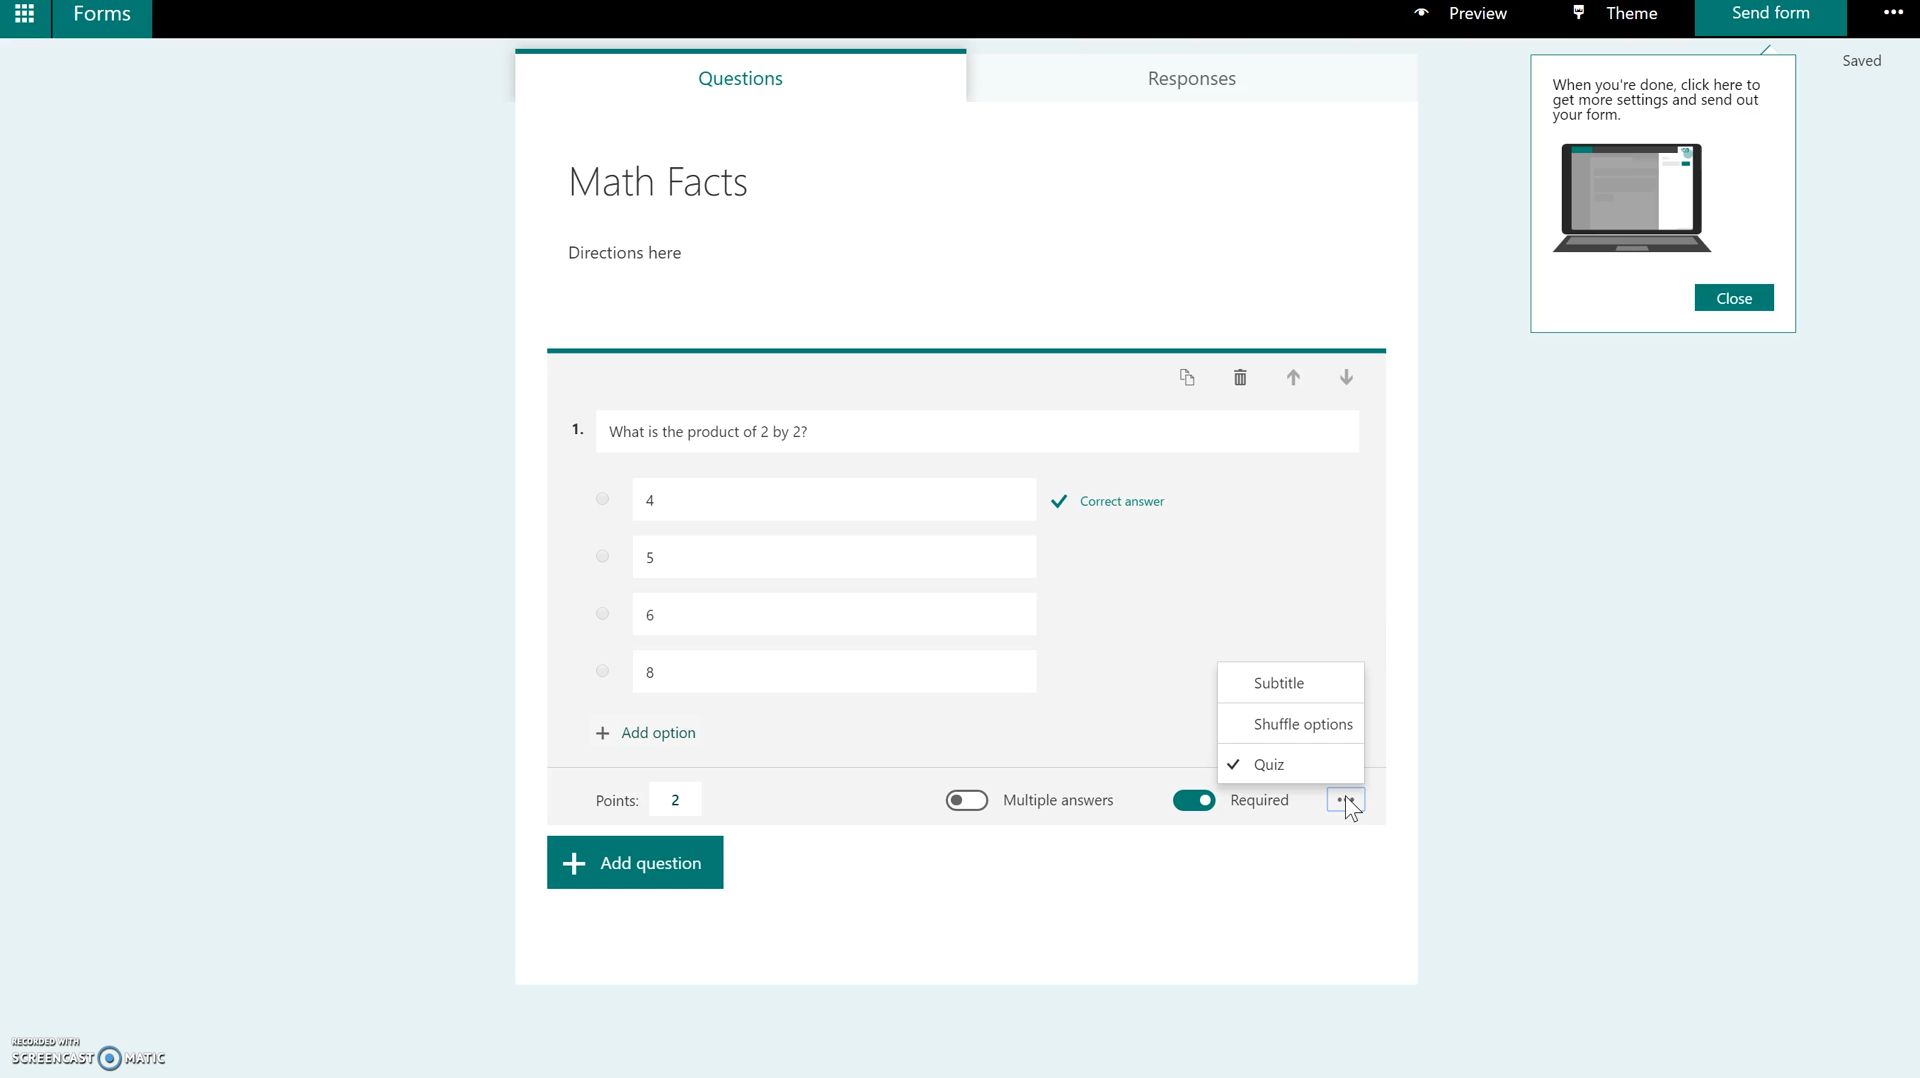 Forms
Preview
Theme
Send form
Questions
Responses
Saved
When you're done, click here to
get more settings and send out
your form.
Close
Math Facts
Directions here
1. What is the product of 2 by 2?
4
Correct answer
5
6
8
Subtitle
Shuffle options
Quiz
+ Add option
Points: 2
Multiple answers
Required
+ Add question
RECORDED WITH
SCREENCAST MATIC